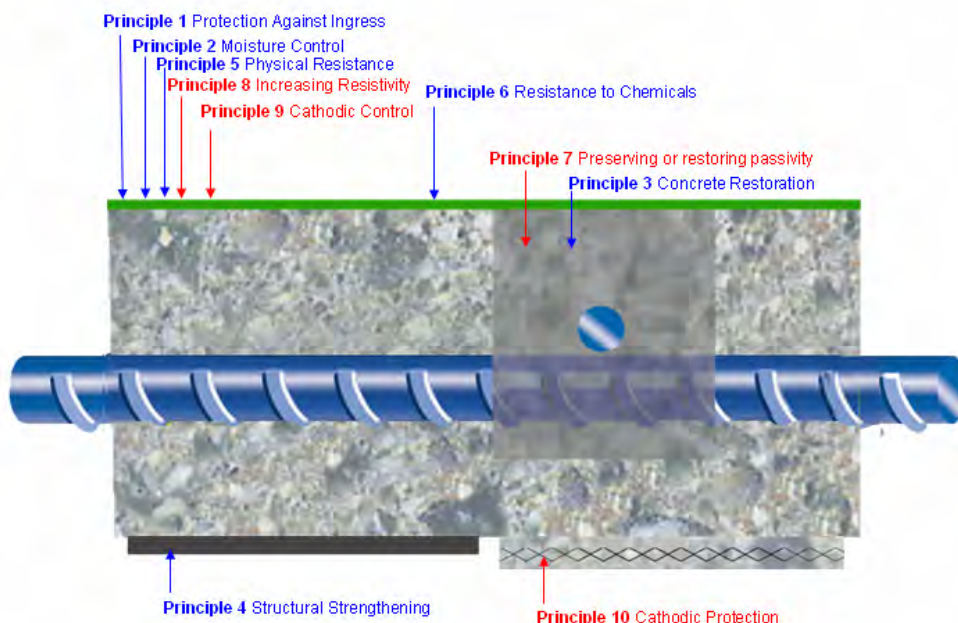 Principle 1 Protection Against Ingress
Principle 2 Moisture Control
Principle 5 Physical Resistance
Principle 8 Increasing Resistivity
Principle 6 Resistance to Chemicals
Principle 9 Cathodic Control
Principle 7 Preserving or restoring passivity
Principle 3 Concrete Restoration
Principle 4 Structural Strengthening
Principle 10 Cathodic Protection